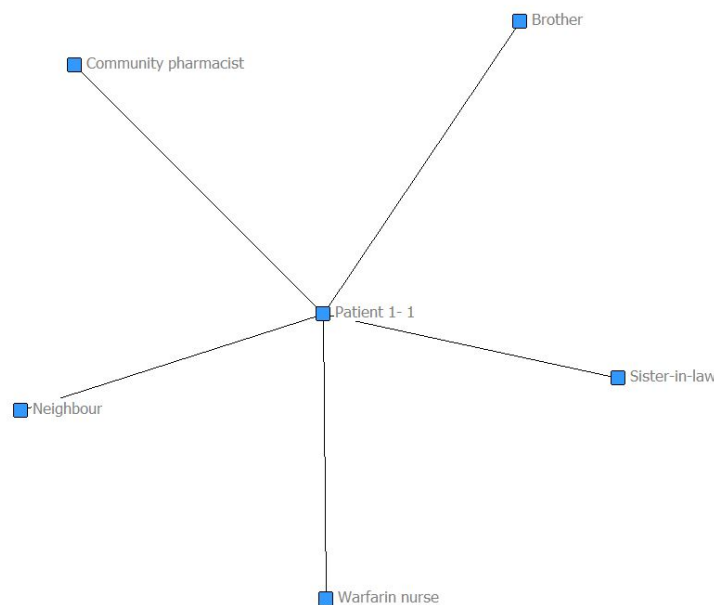 Brother
Community pharmacist
Patient 1- 1
Sister-in-law
Neighbour
Warfarin nurse